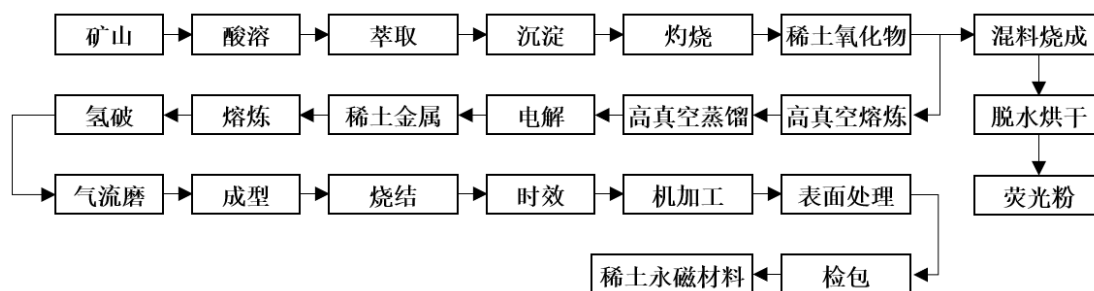 矿山 酸溶 萃取 沉淀 灼烧 稀土氧化物 混料烧成
氢破 熔炼 稀土金属 电解 高真空蒸馏 高真空熔炼 脱水烘干
气流磨 成型 烧结 时效 机加工 表面处理 荧光粉
稀土永磁材料 检包